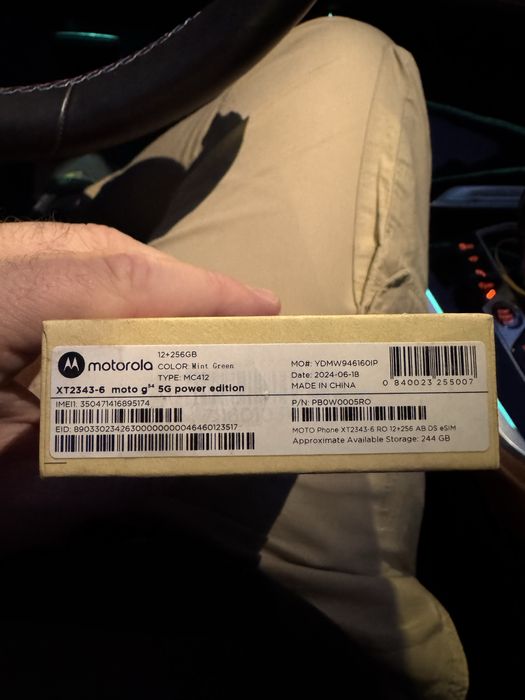 motorola
12+256GB
COLOR: Mint Green
TYPE: MC412
XT2343-6 moto g³⁴ 5G power edition
MO#: YDMW946160IP
Date: 2024-06-18
MADE IN CHINA
0 840023 255007
IMEI1: 350471416895174
EID: 89033023426300000000046460123517
P/N: PB0W0005RO
MOTO Phone XT2343-6 RO 12+256 AB DS eSIM
Approximate Available Storage: 244 GB